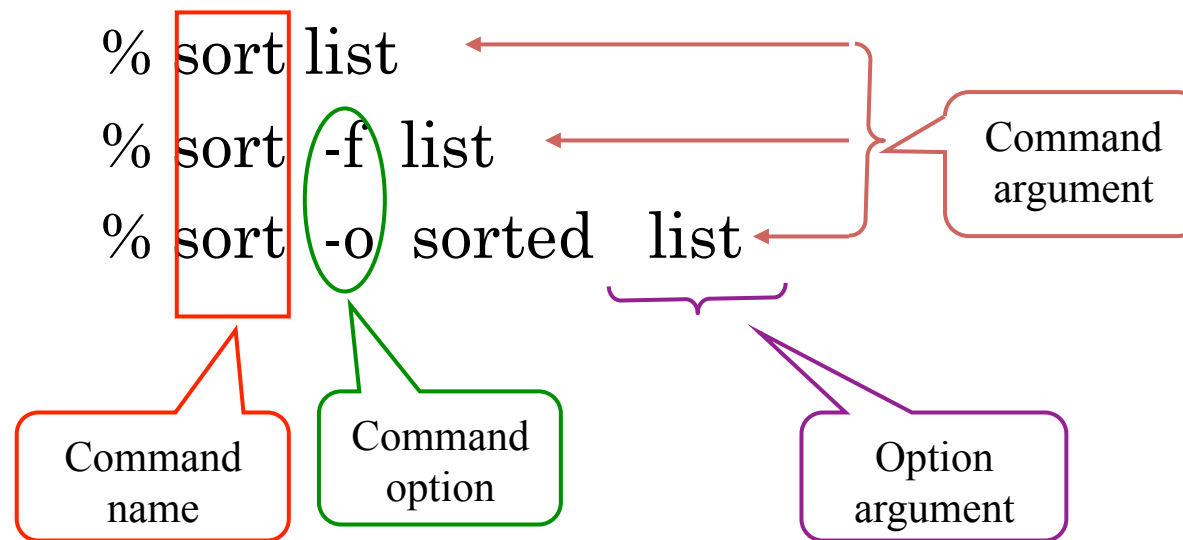 % sort list
% sort -f list
% sort -o sorted list
Command
argument
Command
name
Command
option
Option
argument